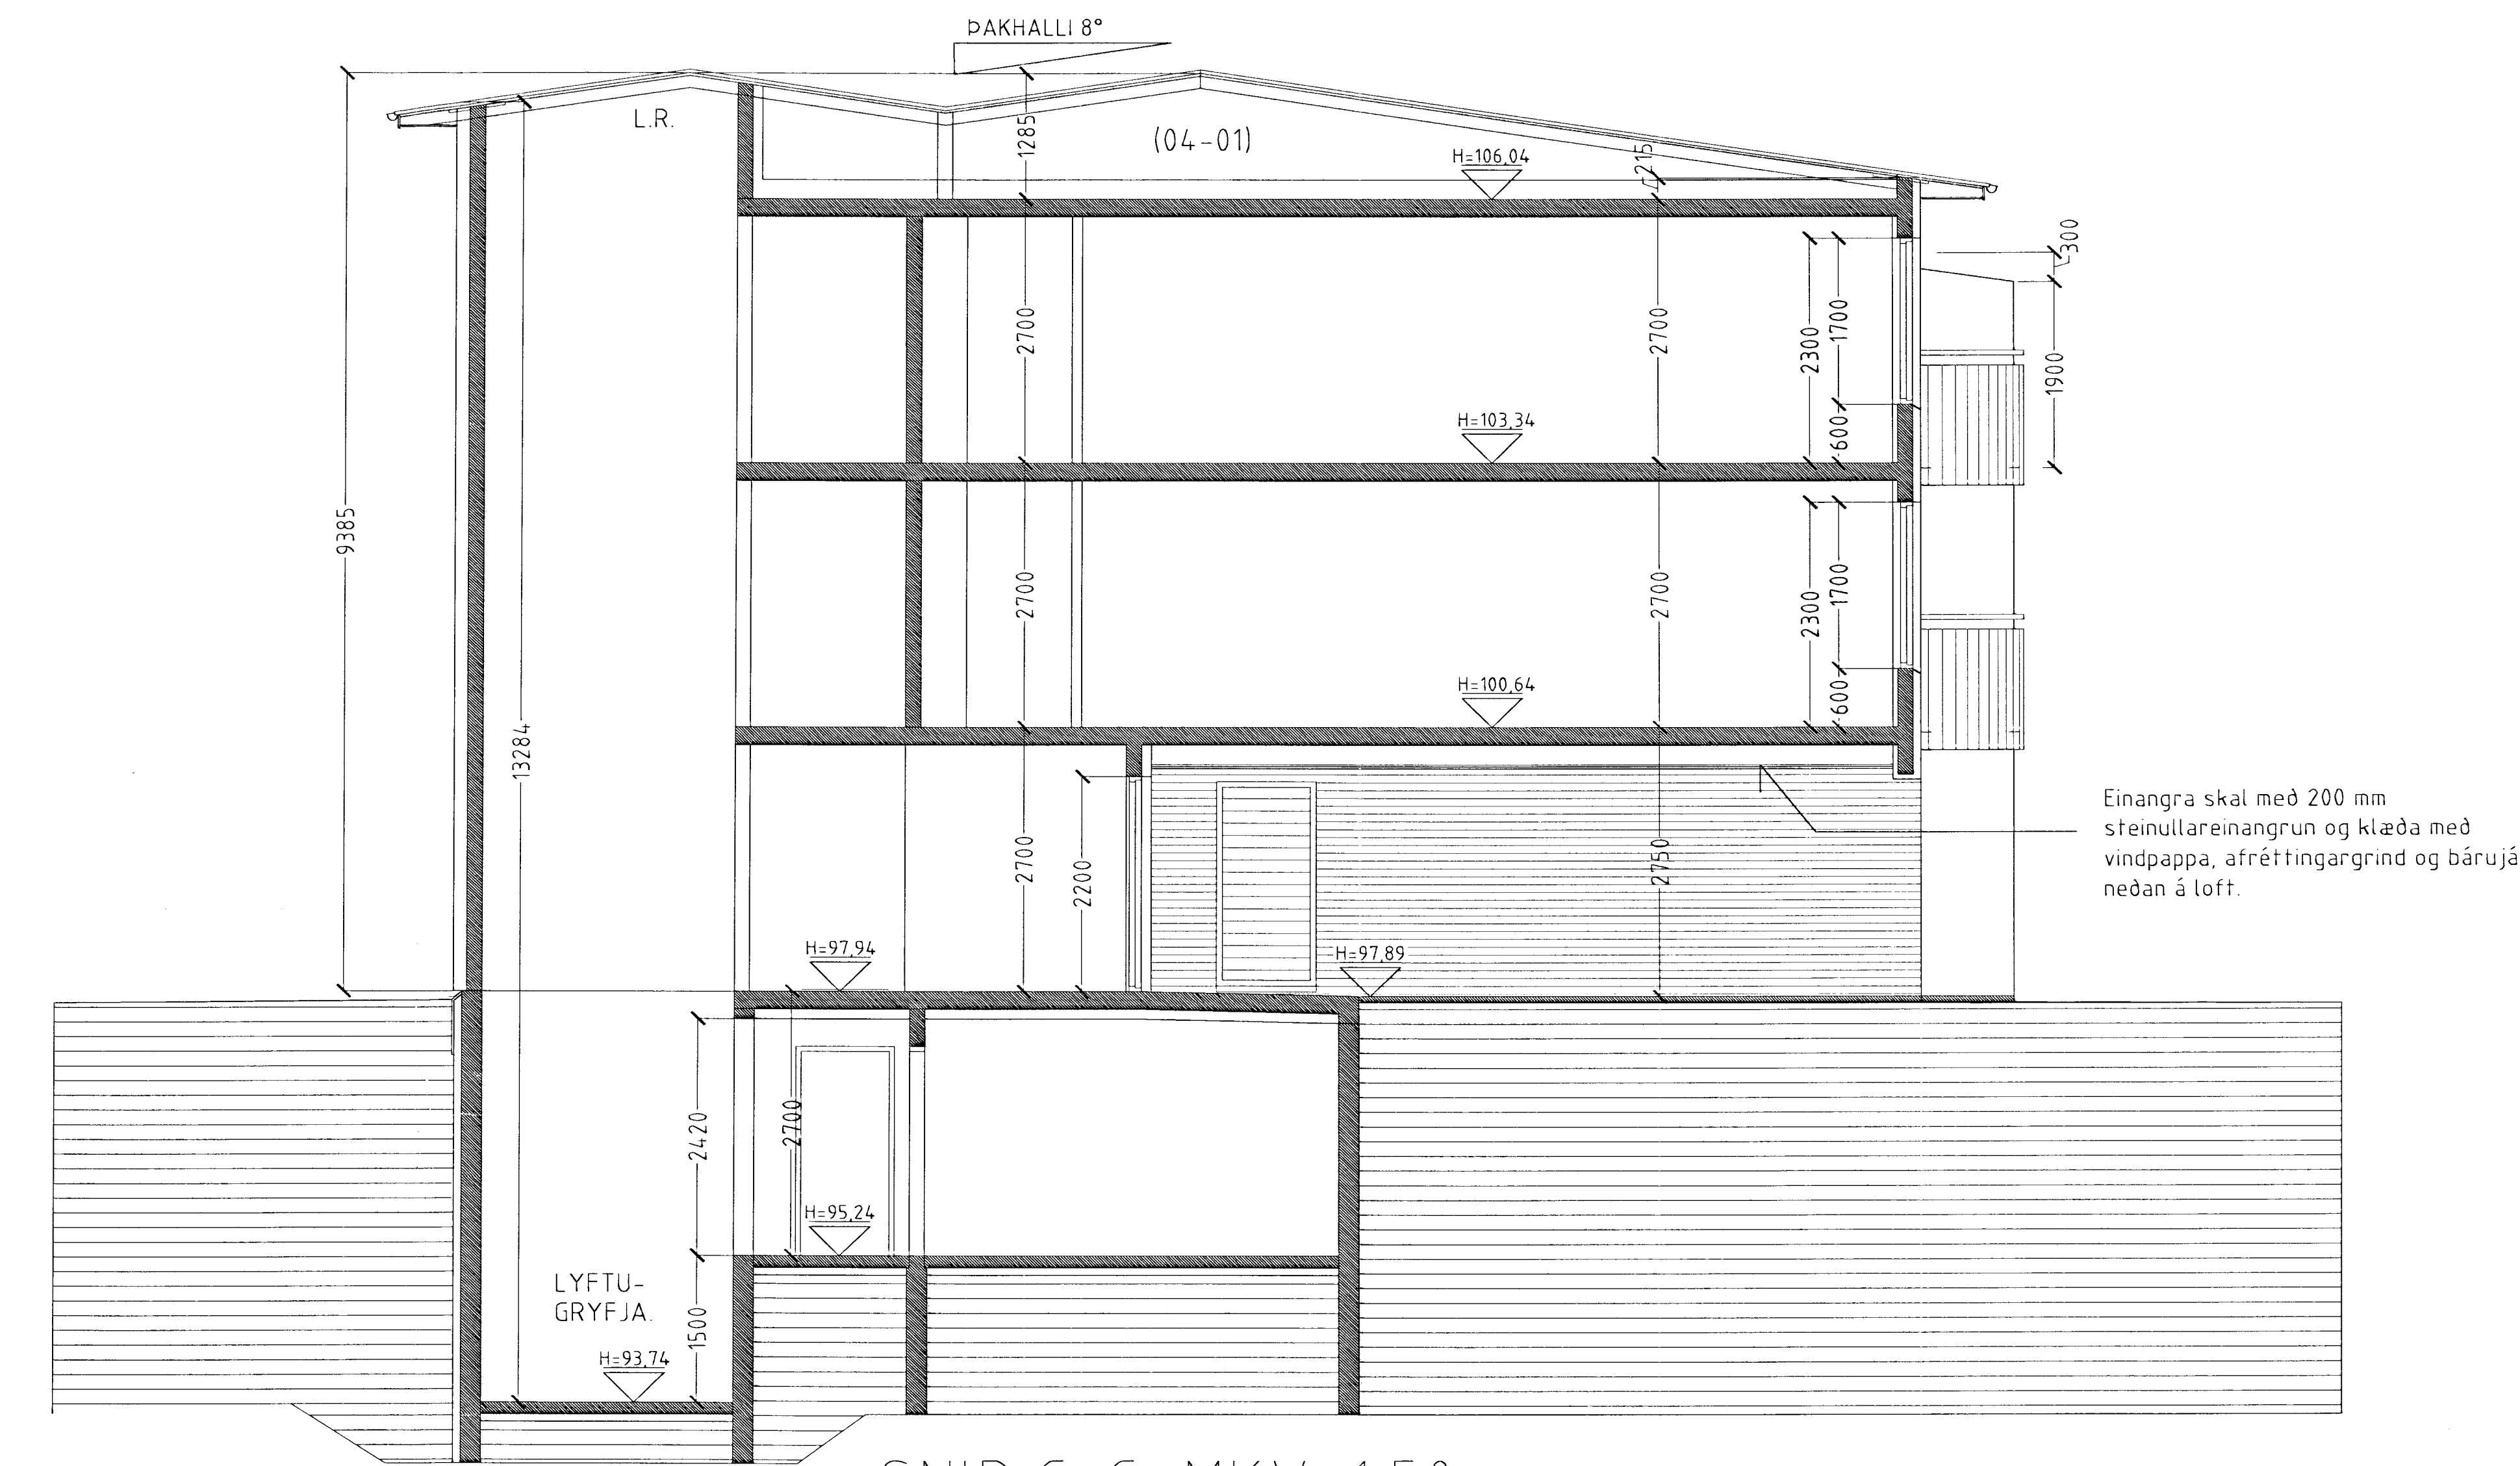 ÞAKHALLI 8°
L.R.
(04-01)
1285
215
H=106,04
300
9385
13284
2700
2700
2300
1700
1900
600
H=103,34
2700
2700
2300
1700
600
H=100,64
2700
2200
2750
Einangra skal með 200 mm
steinullareinangrun og klæða með
vindpappa, afréttingargrind og bárujá
neðan á loft.
H=97,94
H=97,89
2420
2700
H=95,24
LYFTU-
GRYFJA.
1500
H=93,74